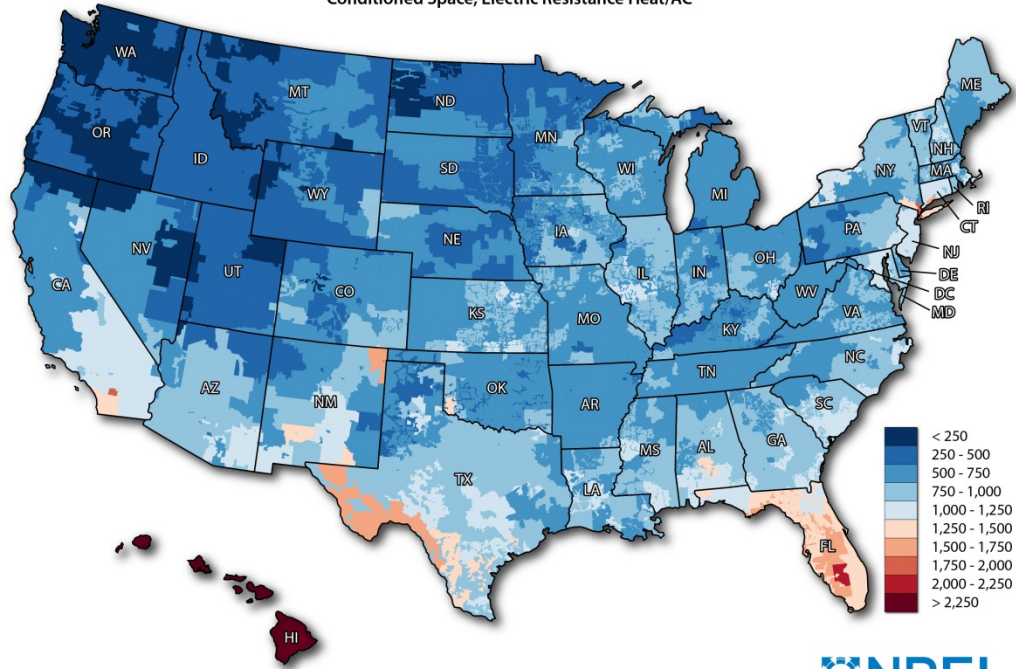 Conditioned Space, Electric Resistance Heat/AC
WA
OR
ID
MT
ND
SD
WY
NE
NV
UT
CO
CA
AZ
NM
KS
OK
TX
MN
WI
IA
MO
AR
LA
MS
IL
IN
MI
OH
KY
TN
AL
GA
FL
SC
NC
VA
WV
PA
NY
VT
NH
ME
MA
RI
CT
NJ
DE
DC
MD
HI
< 250
250 - 500
500 - 750
750 - 1,000
1,000 - 1,250
1,250 - 1,500
1,500 - 1,750
1,750 - 2,000
2,000 - 2,250
> 2,250